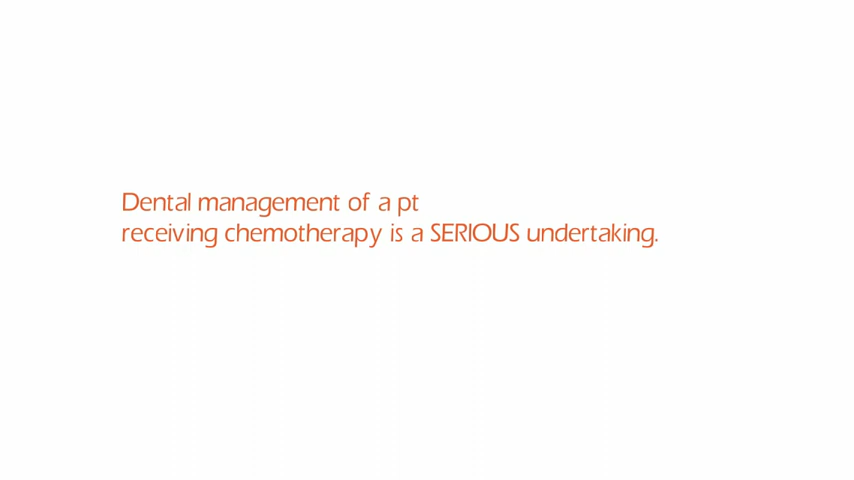 Dental management of a pt
receiving chemotherapy is a SERIOUS undertaking.